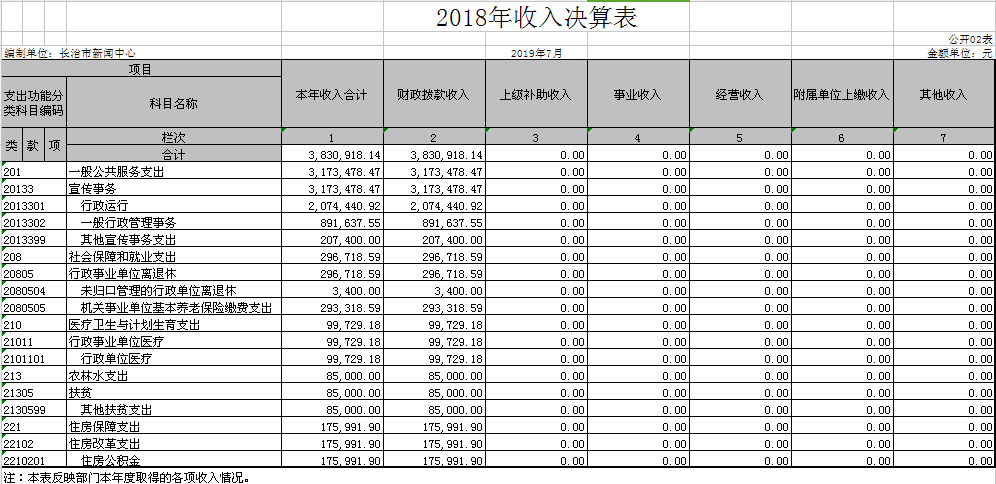 2018年收入决算表
公开02表
编制单位：长治市新闻中心 2019年7月 金额单位：元
项目 本年收入合计 财政拨款收入 上级补助收入 事业收入 经营收入 附属单位上缴收入 其他收入
支出功能分类科目编码 科目名称
类 款 项 栏次 1 2 3 4 5 6 7
合计 3,830,918.14 3,830,918.14 0.00 0.00 0.00 0.00 0.00
201 一般公共服务支出 3,173,478.47 3,173,478.47 0.00 0.00 0.00 0.00 0.00
20133 宣传事务 3,173,478.47 3,173,478.47 0.00 0.00 0.00 0.00 0.00
2013301 行政运行 2,074,440.92 2,074,440.92 0.00 0.00 0.00 0.00 0.00
2013302 一般行政管理事务 891,637.55 891,637.55 0.00 0.00 0.00 0.00 0.00
2013399 其他宣传事务支出 207,400.00 207,400.00 0.00 0.00 0.00 0.00 0.00
208 社会保障和就业支出 296,718.59 296,718.59 0.00 0.00 0.00 0.00 0.00
20805 行政事业单位离退休 296,718.59 296,718.59 0.00 0.00 0.00 0.00 0.00
2080504 未归口管理的行政单位离退休 3,400.00 3,400.00 0.00 0.00 0.00 0.00 0.00
2080505 机关事业单位基本养老保险缴费支出 293,318.59 293,318.59 0.00 0.00 0.00 0.00 0.00
210 医疗卫生与计划生育支出 99,729.18 99,729.18 0.00 0.00 0.00 0.00 0.00
21011 行政事业单位医疗 99,729.18 99,729.18 0.00 0.00 0.00 0.00 0.00
2101101 行政单位医疗 99,729.18 99,729.18 0.00 0.00 0.00 0.00 0.00
213 农林水支出 85,000.00 85,000.00 0.00 0.00 0.00 0.00 0.00
21305 扶贫 85,000.00 85,000.00 0.00 0.00 0.00 0.00 0.00
2130599 其他扶贫支出 85,000.00 85,000.00 0.00 0.00 0.00 0.00 0.00
221 住房保障支出 175,991.90 175,991.90 0.00 0.00 0.00 0.00 0.00
22102 住房改革支出 175,991.90 175,991.90 0.00 0.00 0.00 0.00 0.00
2210201 住房公积金 175,991.90 175,991.90 0.00 0.00 0.00 0.00 0.00
注：本表反映部门本年度取得的各项收入情况。